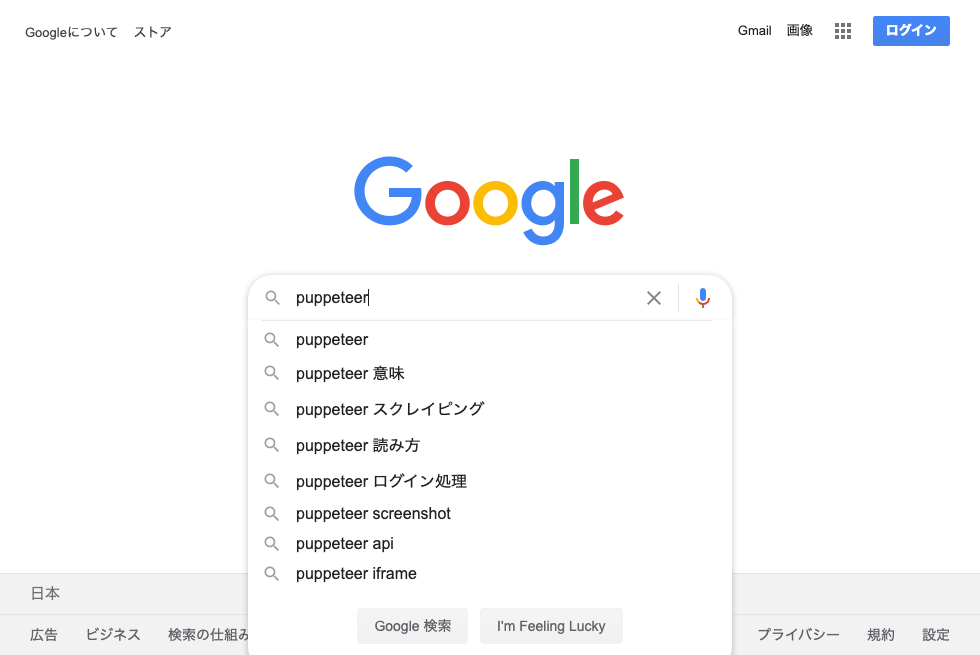 Googleについて ストア Gmail 画像 ログイン
Google
puppeteer
puppeteer
puppeteer 意味
puppeteer スクレイピング
puppeteer 読み方
puppeteer ログイン処理
puppeteer screenshot
puppeteer api
puppeteer iframe
Google 検索 I'm Feeling Lucky
日本
広告 ビジネス 検索の仕組み プライバシー 規約 設定